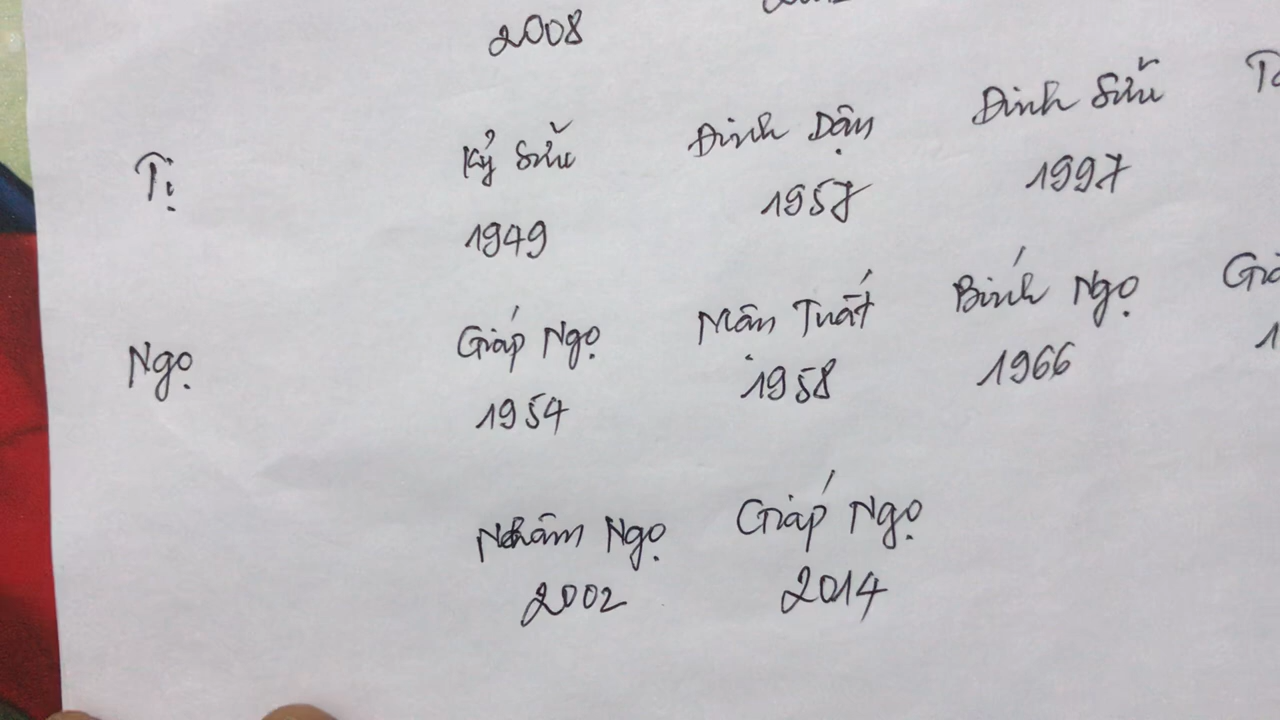 2008
Tị Kỷ Sửu Đinh Dậu Đinh Sửu
1949 1957 1997
Ngọ Giáp Ngọ Mậu Tuất Bính Ngọ
1954 1958 1966
Nhâm Ngọ Giáp Ngọ
2002 2014